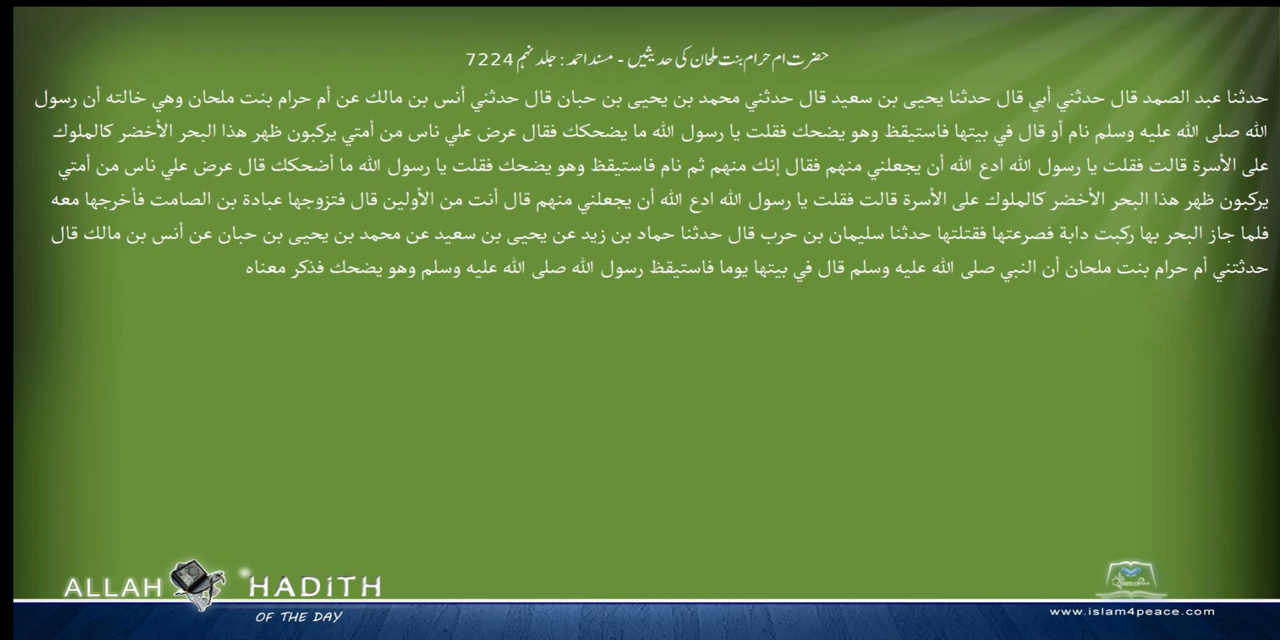 حضرت ام حرام بنت ملحان کی حدیثیں - مسند احمد : جلد نہم 7224
حدثنا عبد الصمد قال حدثني أبي قال حدثنا يحيى بن سعيد قال حدثني محمد بن يحيى بن حبان قال حدثني أنس بن مالك عن أم حرام بنت ملحان وهي خالته أن رسول
الله صلى الله عليه وسلم نام أو قال في بيتها فاستيقظ وهو يضحك فقلت يا رسول الله ما يضحكك فقال عرض علي ناس من أمتي يركبون ظهر هذا البحر الأخضر كالملوك
على الأسرة قالت فقلت يا رسول الله ادع الله أن يجعلني منهم فقال إنك منهم ثم نام فاستيقظ وهو يضحك فقلت يا رسول الله ما أضحكك قال عرض علي ناس من أمتي
يركبون ظهر هذا البحر الأخضر كالملوك على الأسرة قالت فقلت يا رسول الله ادع الله أن يجعلني منهم قال أنت من الأولين قال فتزوجها عبادة بن الصامت فأخرجها معه
فلما جاز البحر بها ركبت دابة فصرعتها فقتلتها حدثنا سليمان بن حرب قال حدثنا حماد بن زيد عن يحيى بن سعيد عن محمد بن يحيى بن حبان عن أنس بن مالك قال
حدثتني أم حرام بنت ملحان أن النبي صلى الله عليه وسلم قال في بيتها يوما فاستيقظ رسول الله صلى الله عليه وسلم وهو يضحك فذكر معناه
ALLAH HADITH
OF THE DAY
www.islam4peace.com